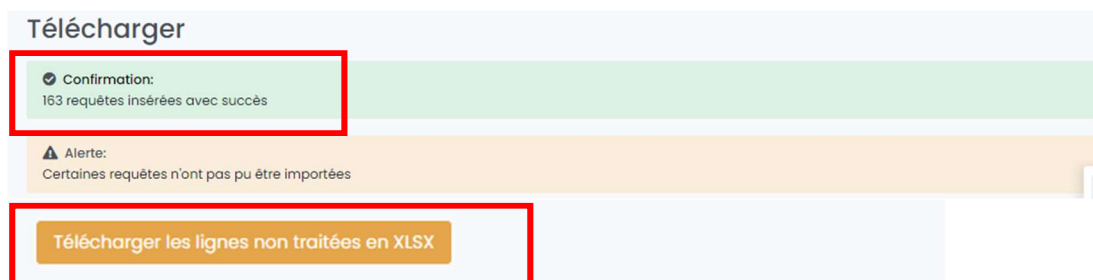 Télécharger
Confirmation:
163 requêtes insérées avec succès
Alerte:
Certaines requêtes n'ont pas pu être importées
Télécharger les lignes non traitées en XLSX